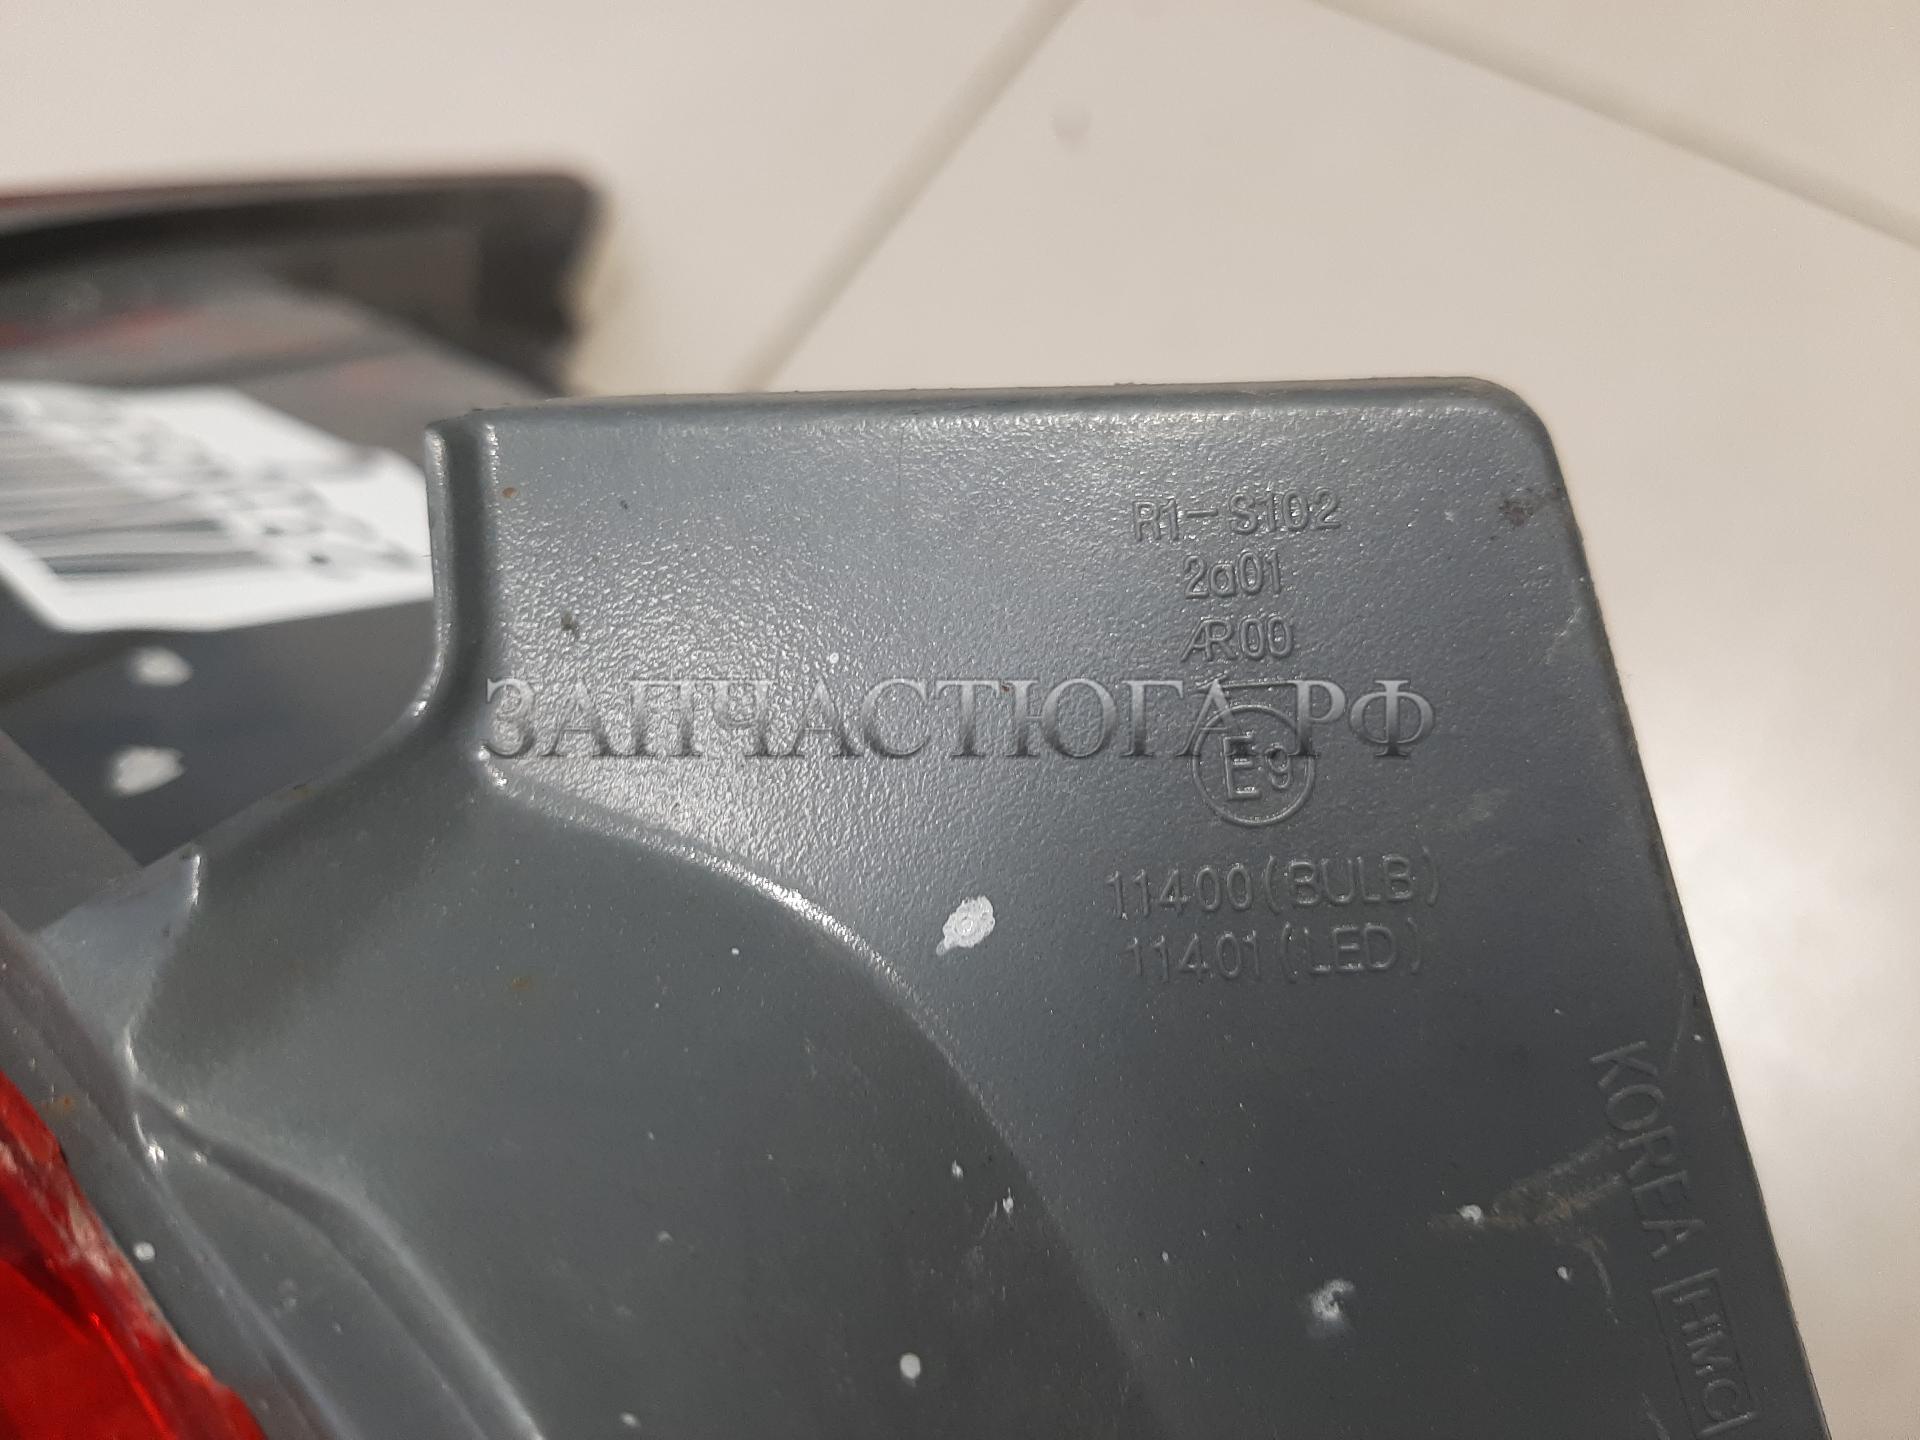 R1-S102
2a01
AR00
ЗАПЧАСТЮГА.РФ
E9
11400(BULB)
11401(LED)
KOREA HMC